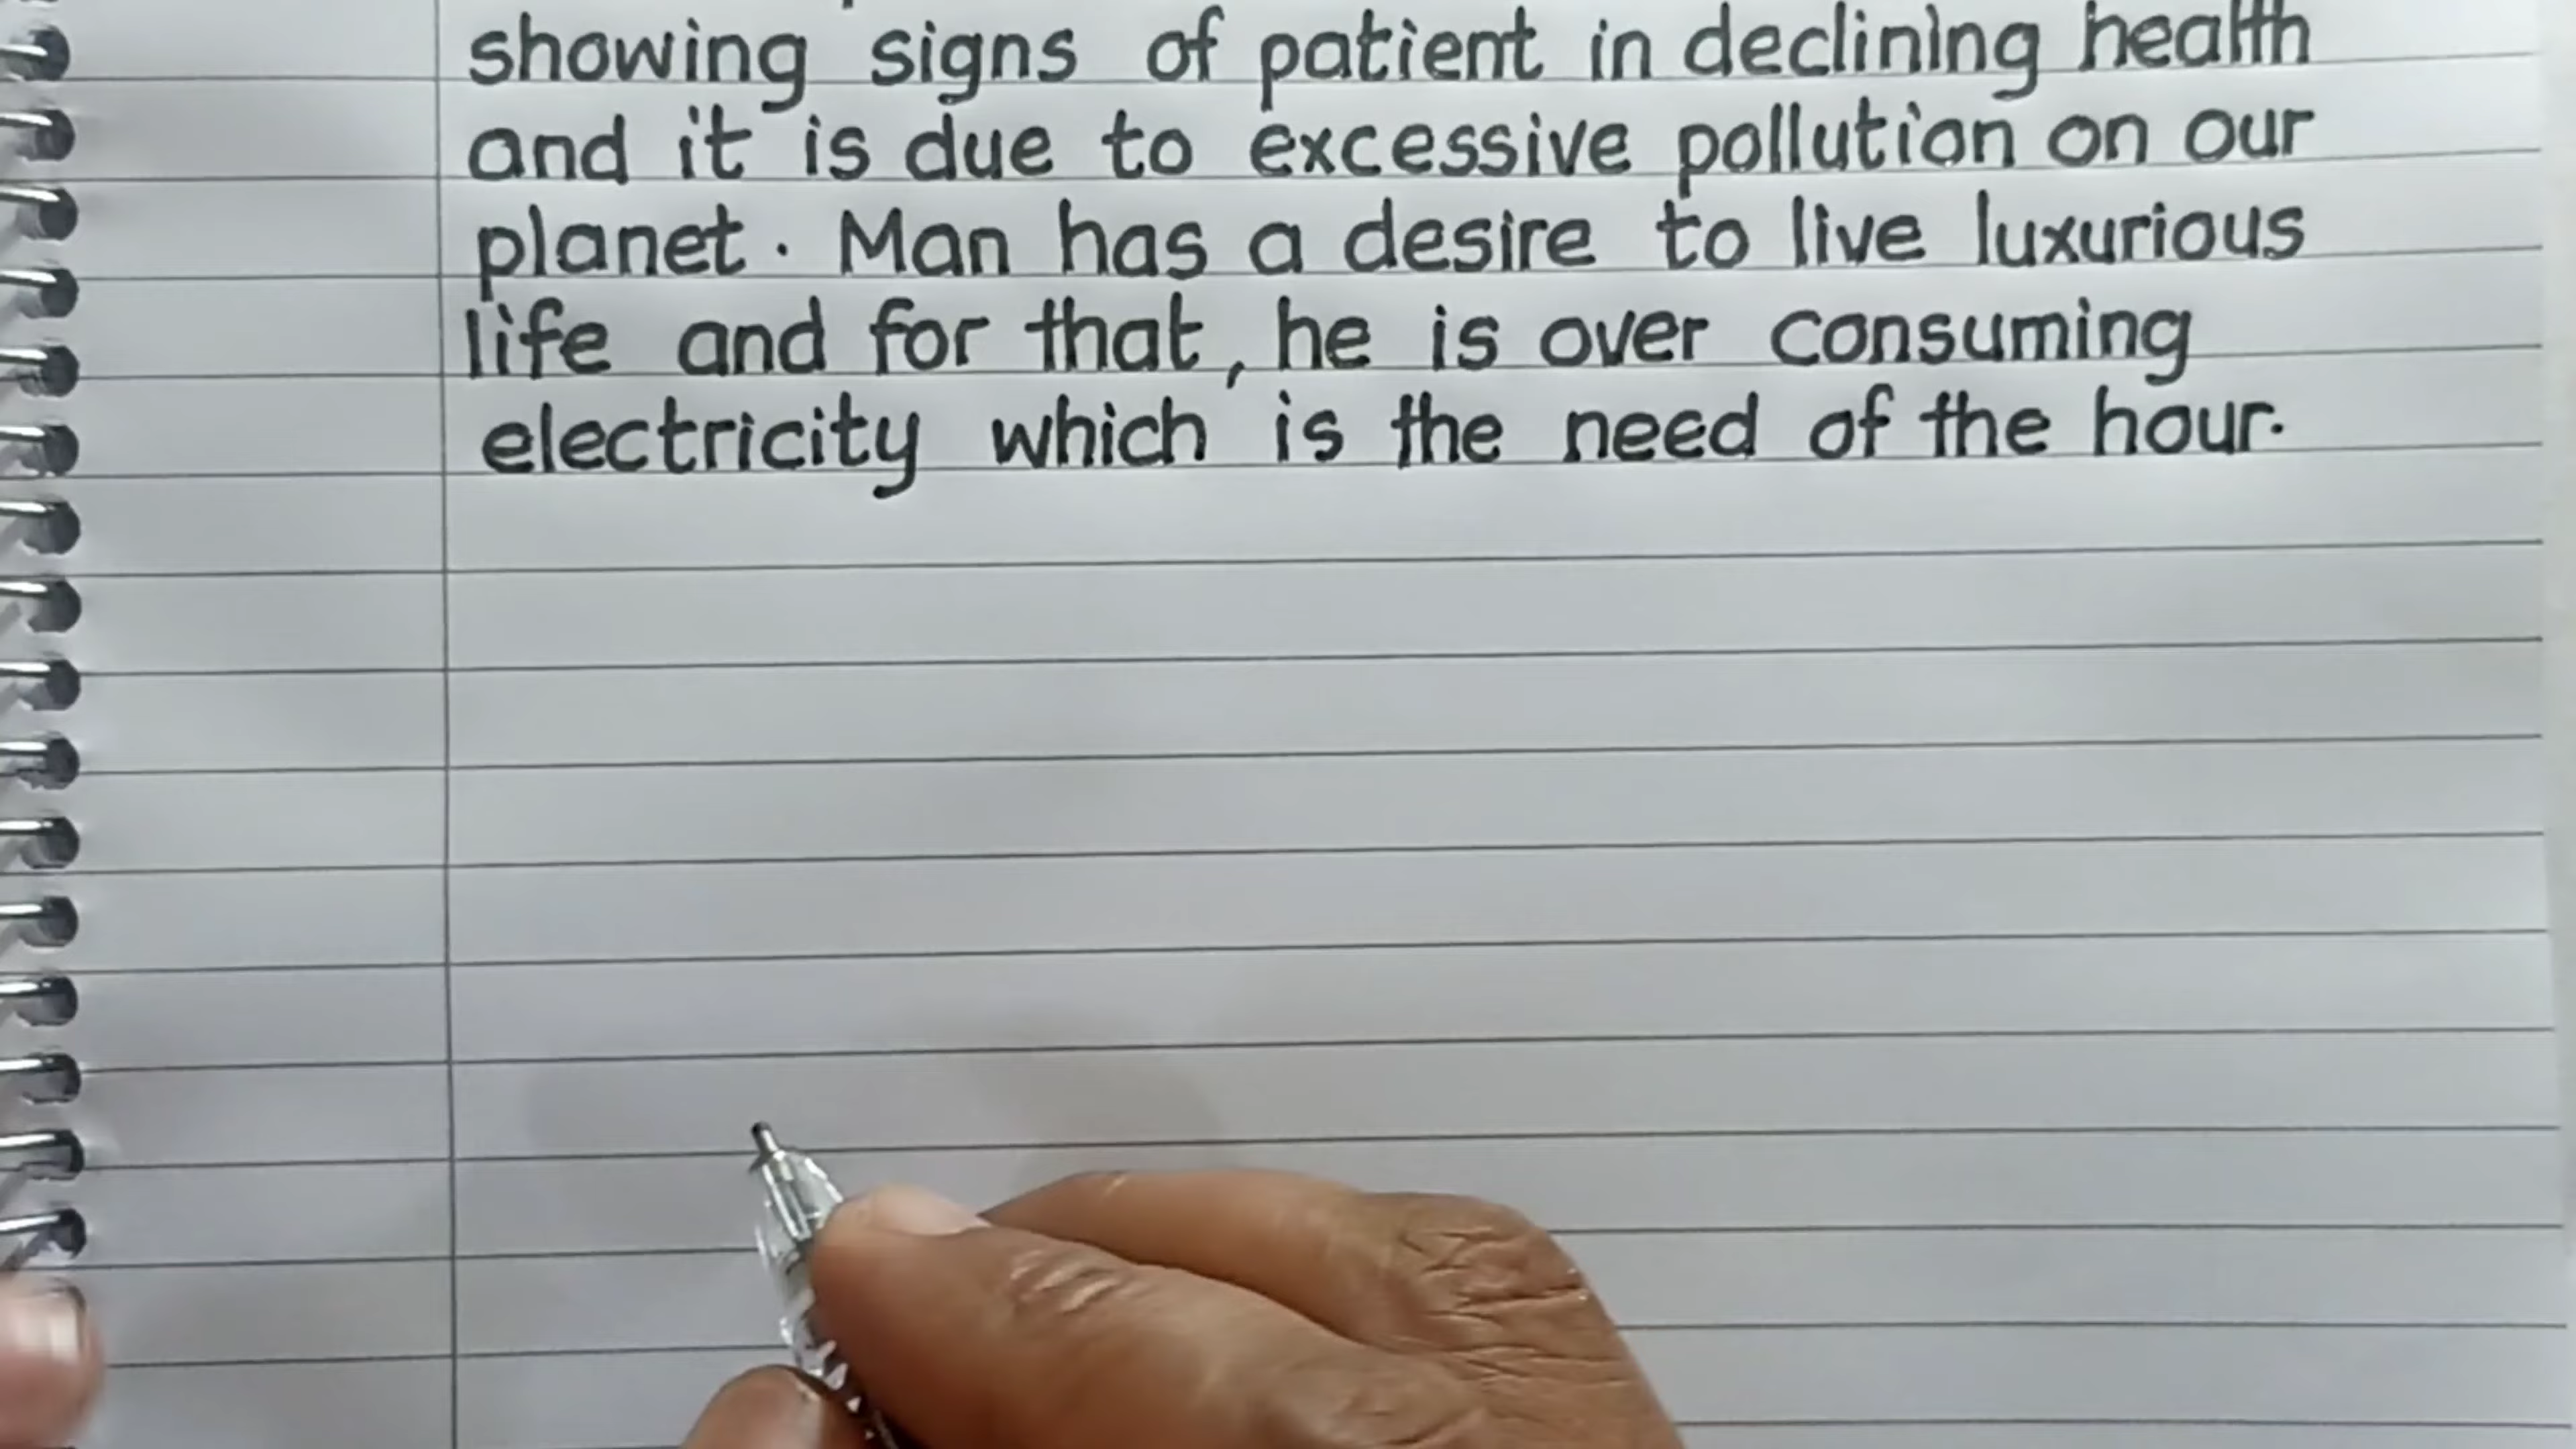 showing signs of patient in declining health
and it is due to excessive pollution on our
planet. Man has a desire to live luxurious
life and for that, he is over consuming
electricity which is the need of the hour.